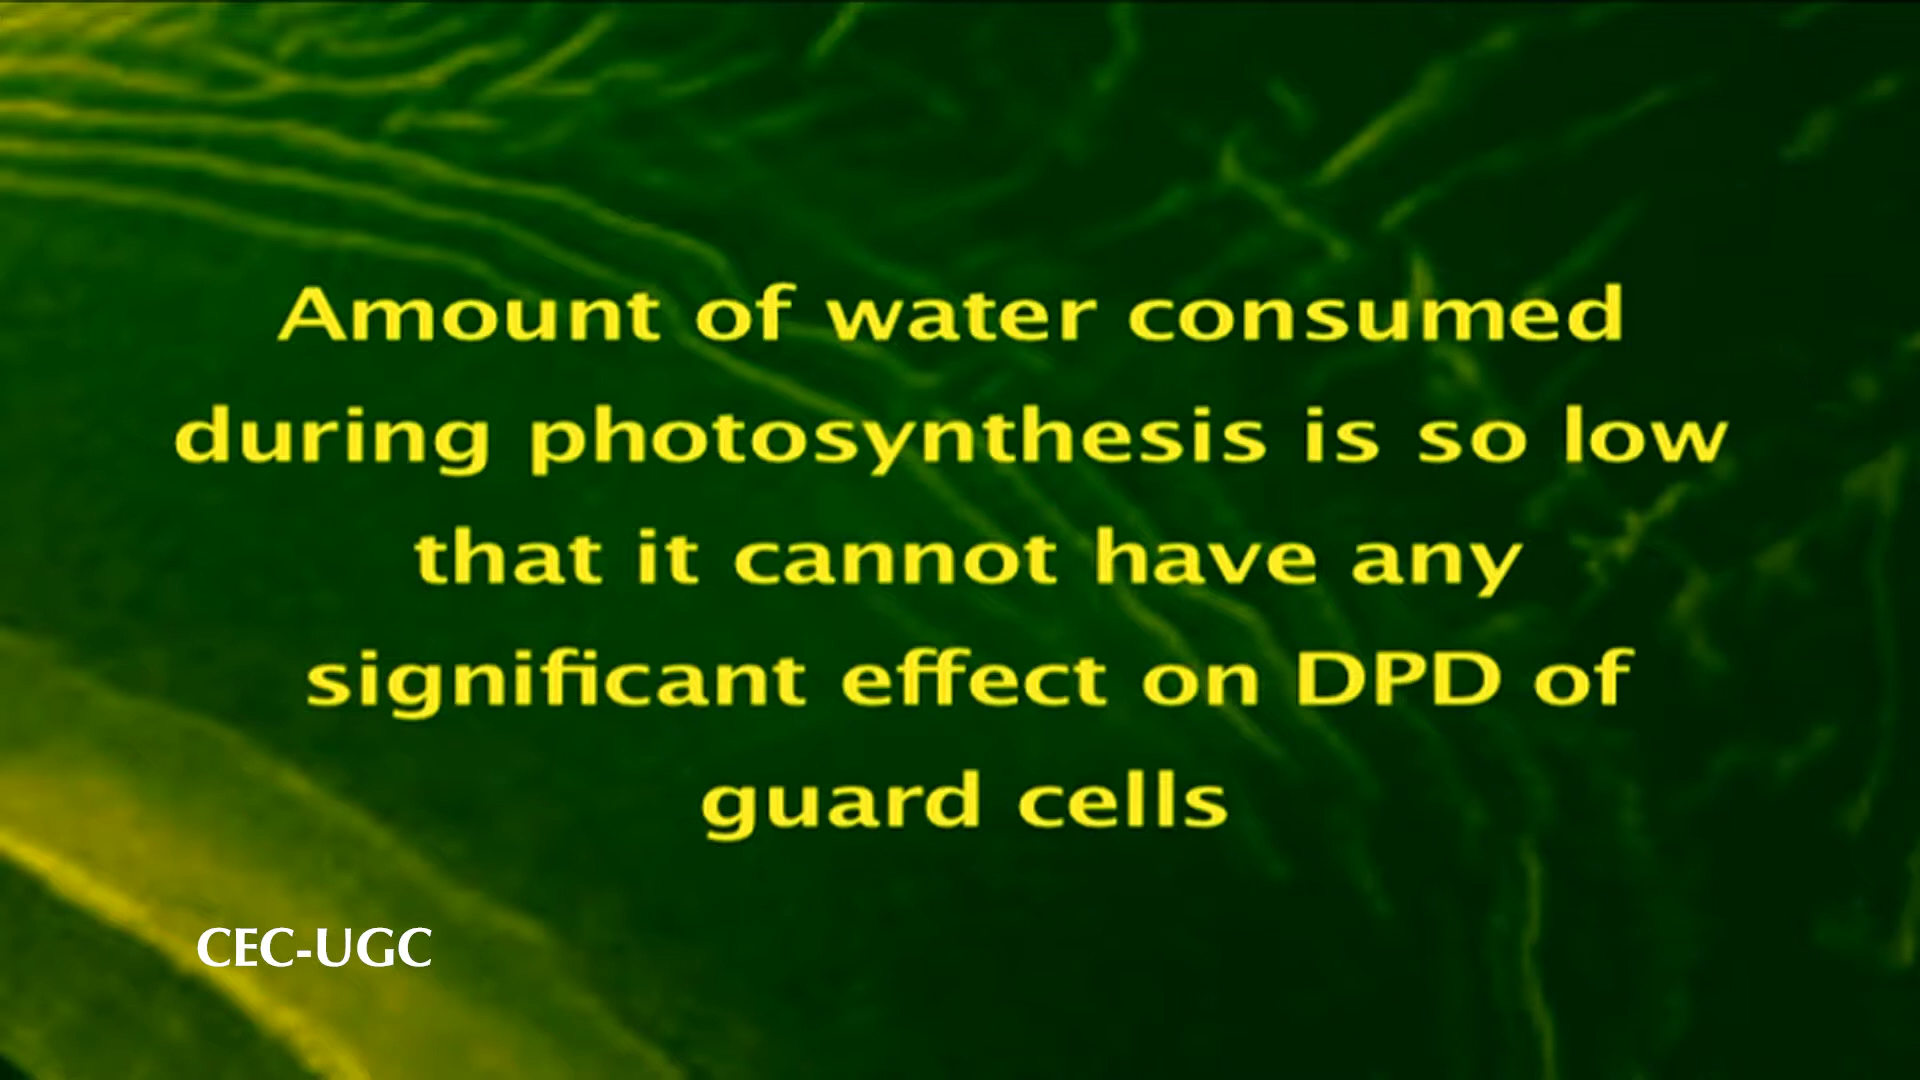 Amount of water consumed
during photosynthesis is so low
that it cannot have any
significant effect on DPD of
guard cells
CEC-UGC